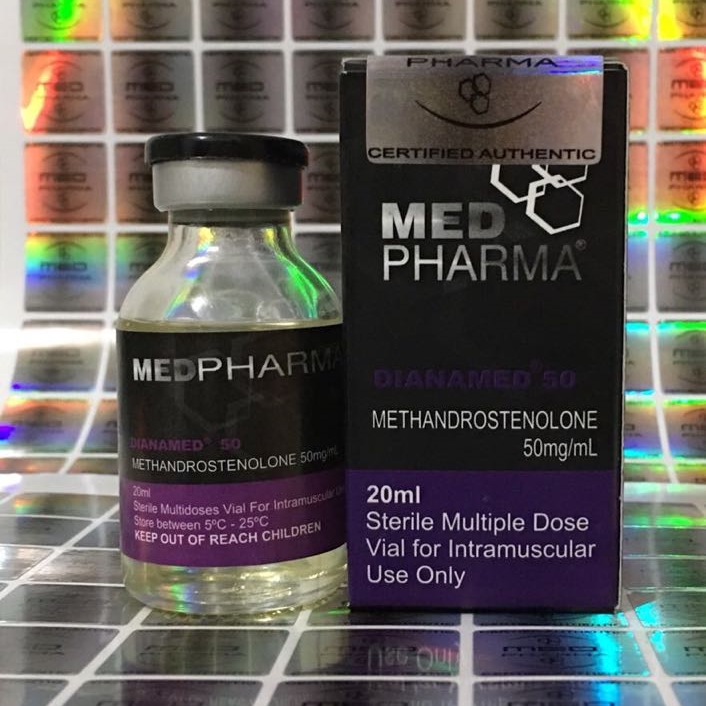 MEDPHARMA
DIANAMED® 50
METHANDROSTENOLONE 50mg/mL
20ml
Sterile Multidoses Vial For Intramuscular
Store between 5ºC - 25ºC
KEEP OUT OF REACH CHILDREN
PHARMA
CERTIFIED AUTHENTIC
MED
PHARMA®
DIANAMED® 50
METHANDROSTENOLONE
50mg/mL
20ml
Sterile Multiple Dose
Vial for Intramuscular
Use Only